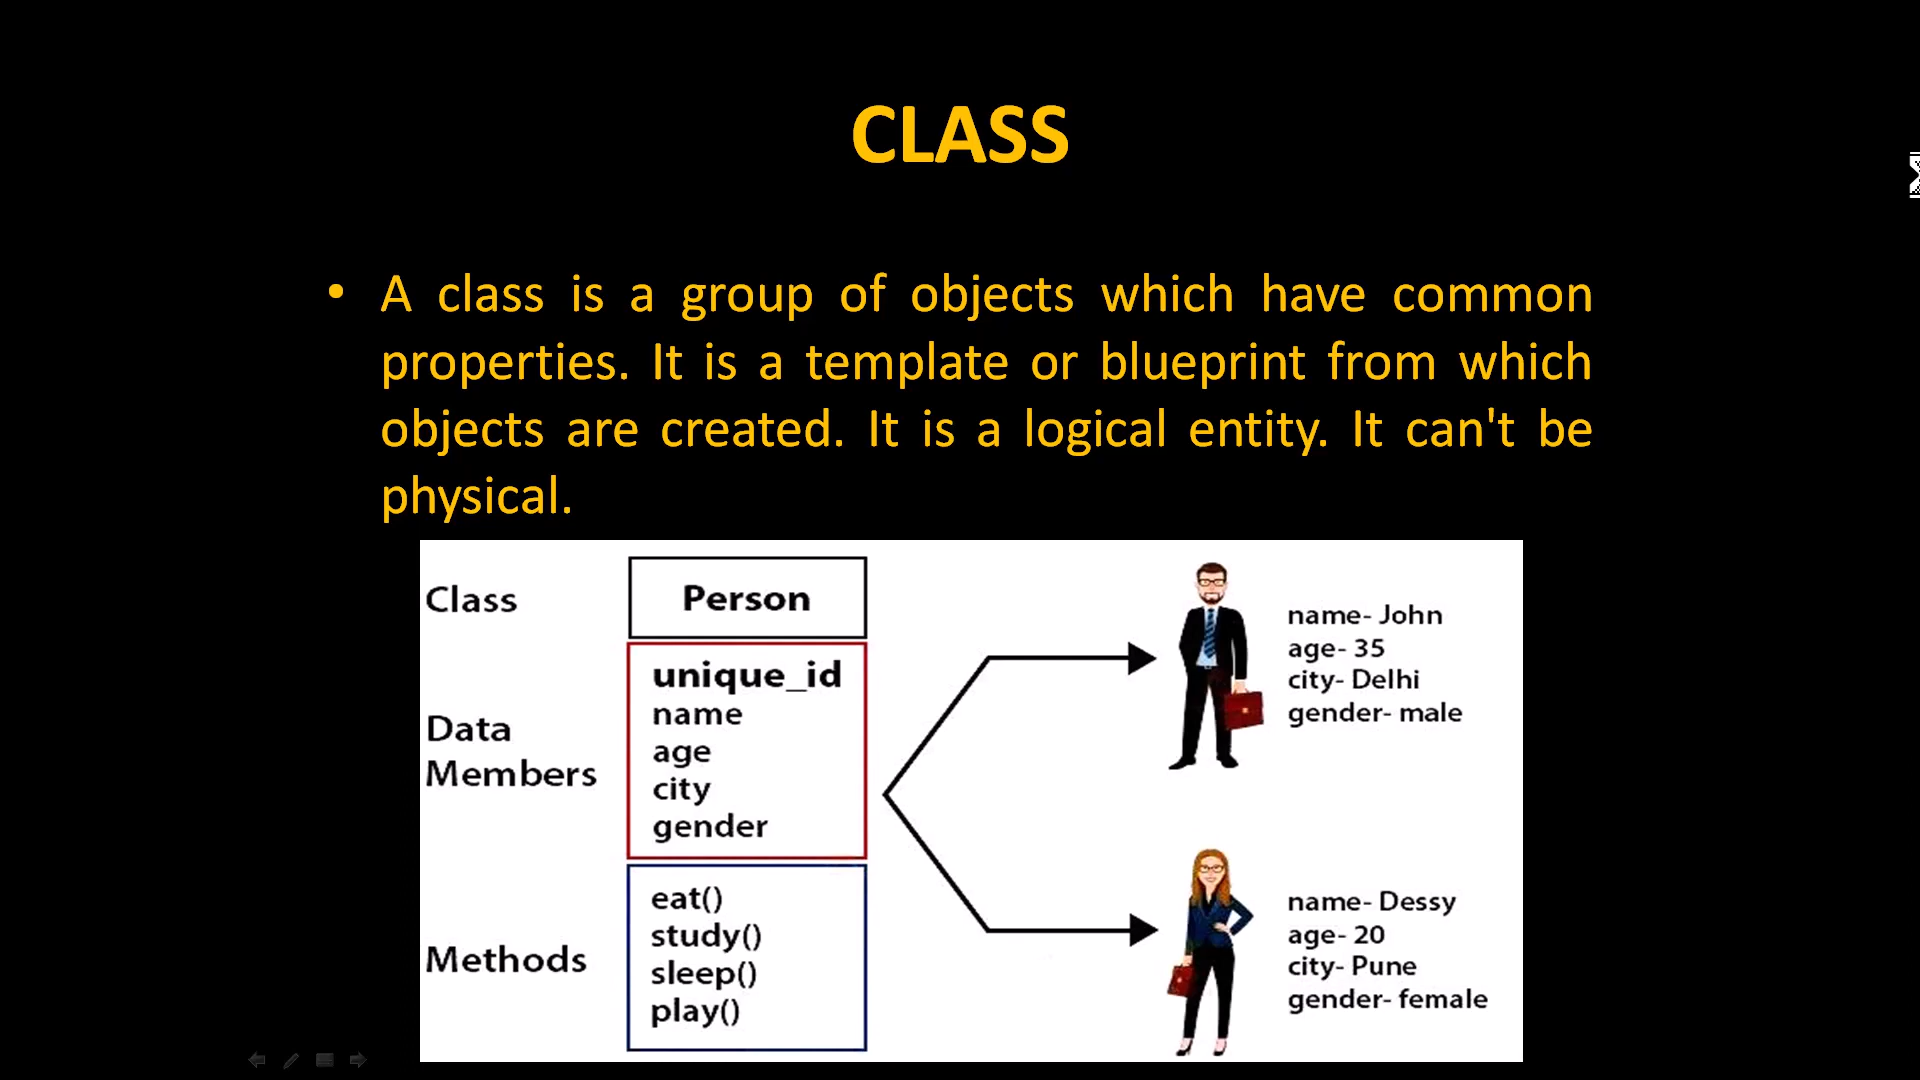 CLASS
• A class is a group of objects which have common
properties. It is a template or blueprint from which
objects are created. It is a logical entity. It can't be
physical.
Class
Person
Data
Members
unique_id
name
age
city
gender
Methods
eat()
study()
sleep()
play()
name- John
age- 35
city- Delhi
gender- male
name- Dessy
age- 20
city- Pune
gender- female